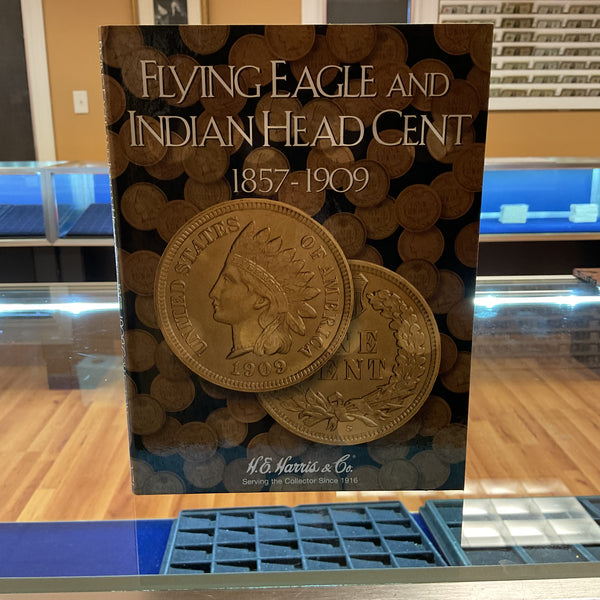 FLYING EAGLE AND
INDIAN HEAD CENT
1857-1909
UNITED STATES OF AMERICA
1909
ONE
CENT
S
H.E. Harris & Co.®
Serving the Collector Since 1916